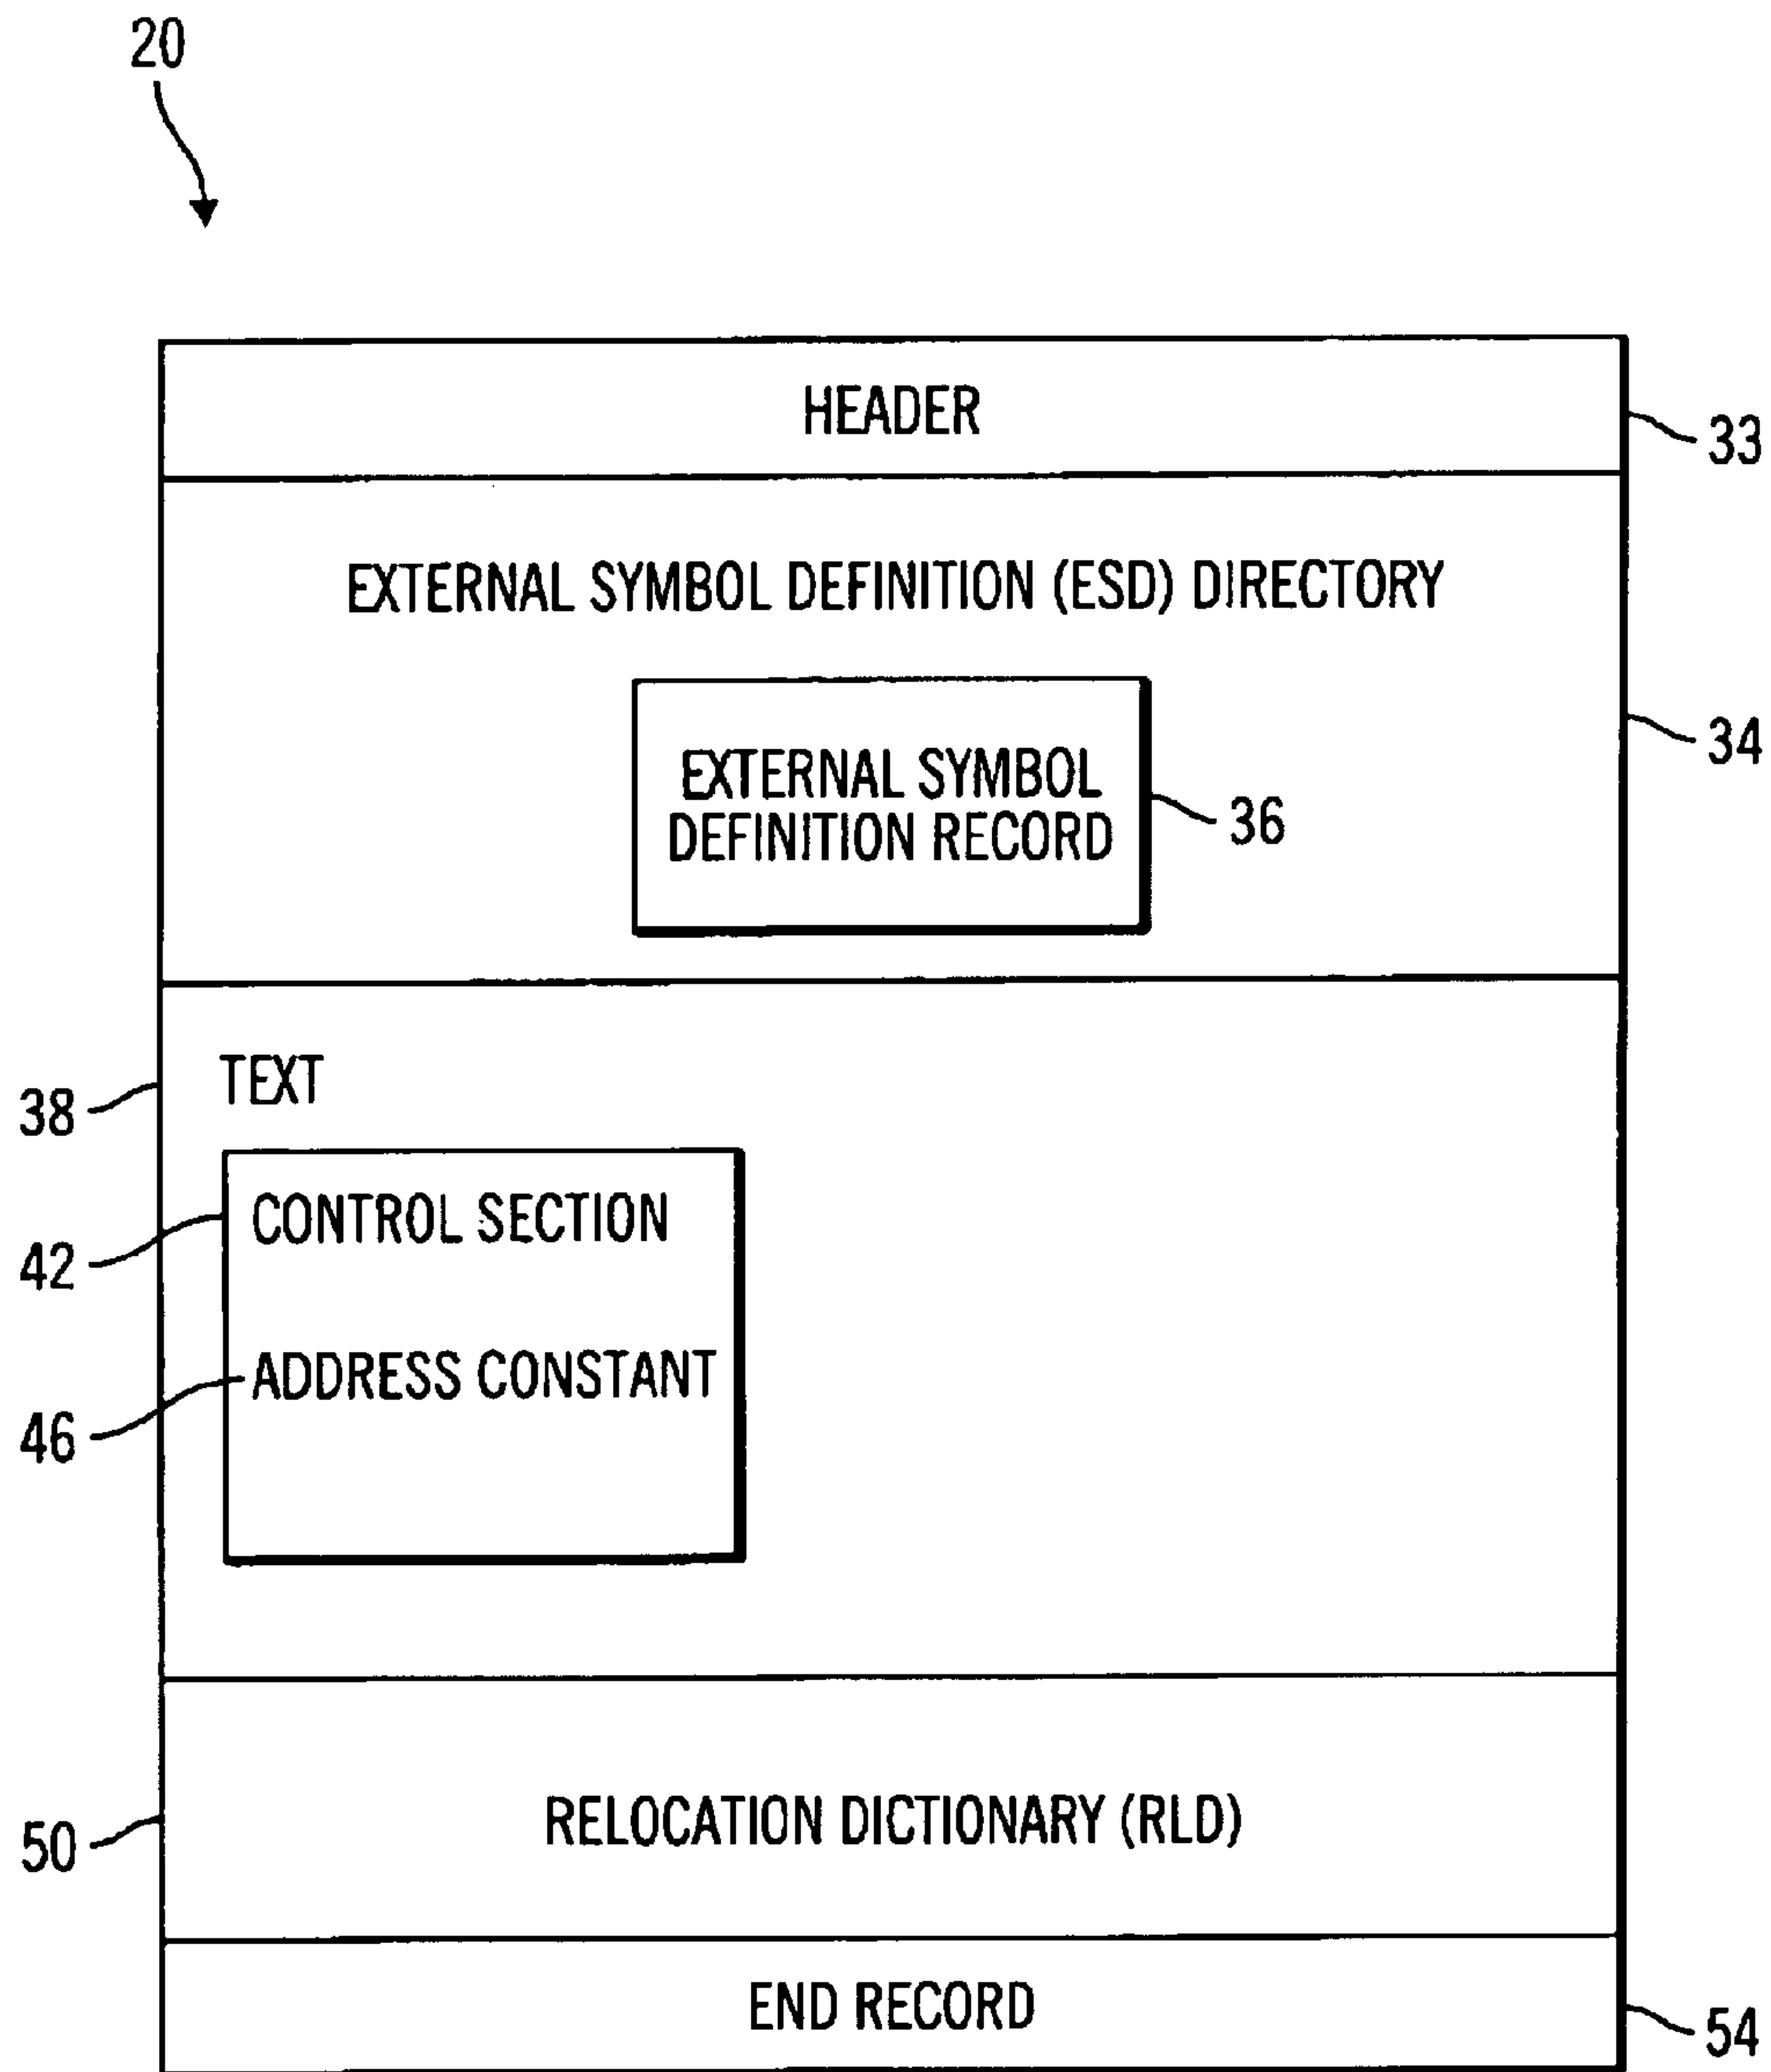 20
HEADER
33
EXTERNAL SYMBOL DEFINITION (ESD) DIRECTORY
34
EXTERNAL SYMBOL
DEFINITION RECORD
36
TEXT
38
CONTROL SECTION
42
ADDRESS CONSTANT
46
RELOCATION DICTIONARY (RLD)
50
END RECORD
54